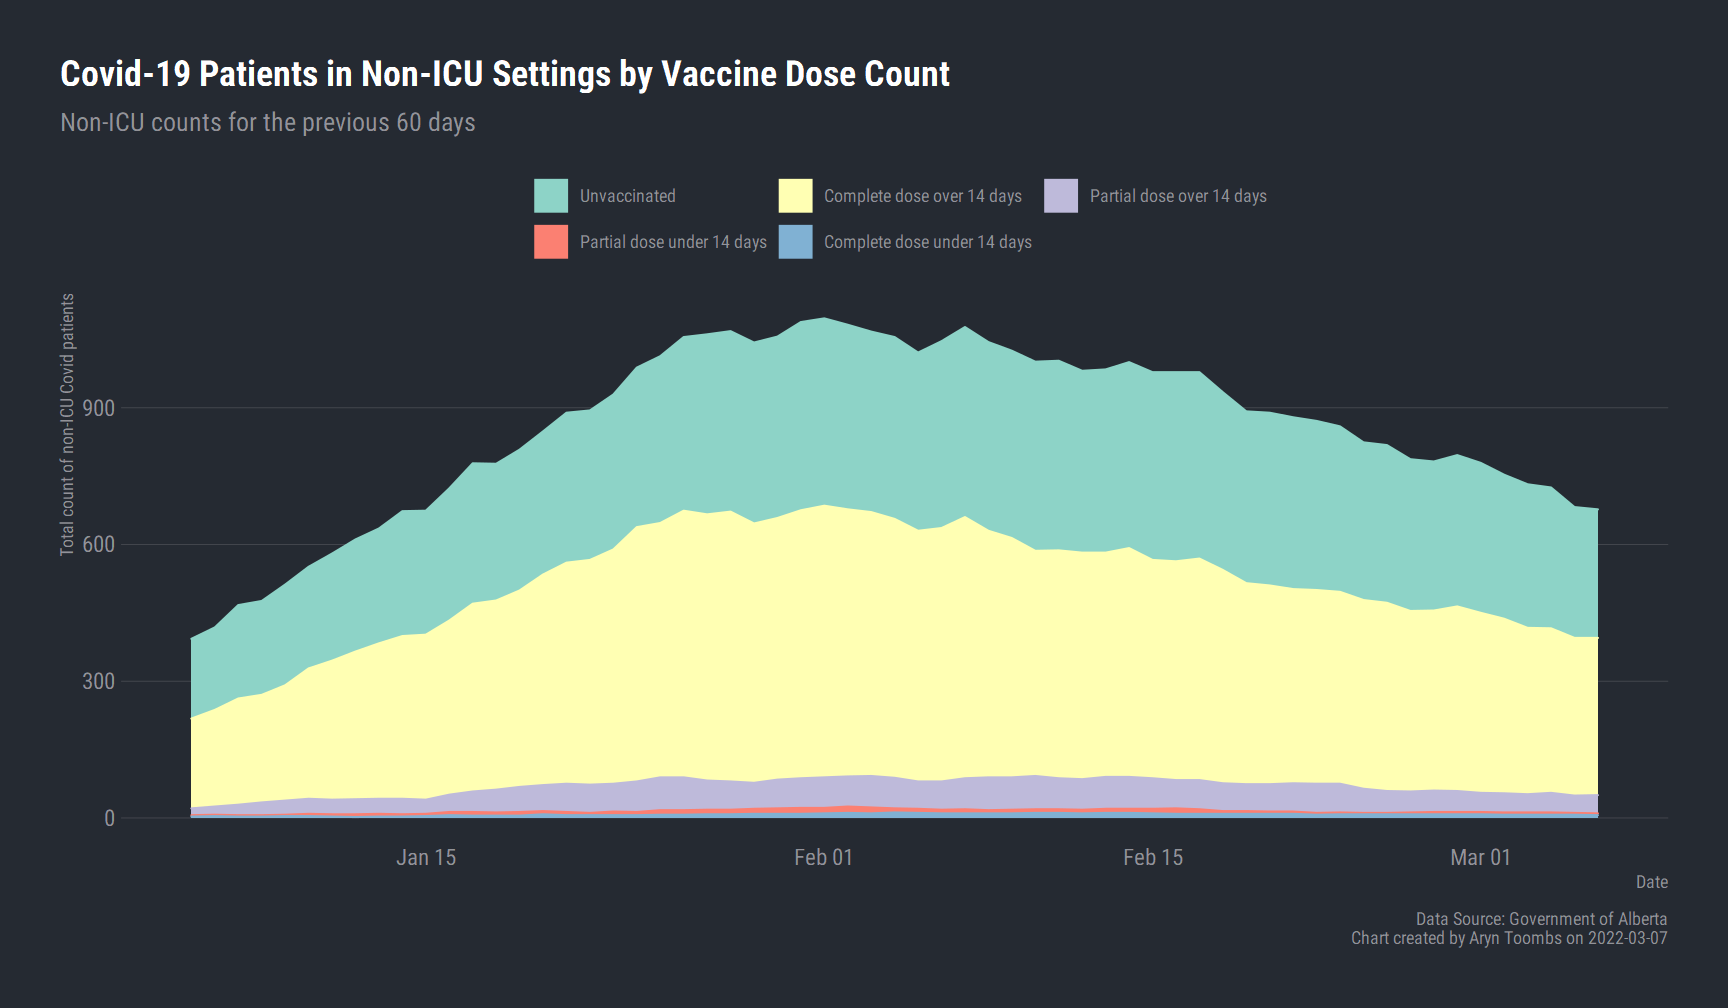 Covid-19 Patients in Non-ICU Settings by Vaccine Dose Count
Non-ICU counts for the previous 60 days
Unvaccinated
Complete dose over 14 days
Partial dose over 14 days
Partial dose under 14 days
Complete dose under 14 days
Total count of non-ICU Covid patients
900
600
300
0
Jan 15
Feb 01
Feb 15
Mar 01
Date
Data Source: Government of Alberta
Chart created by Aryn Toombs on 2022-03-07